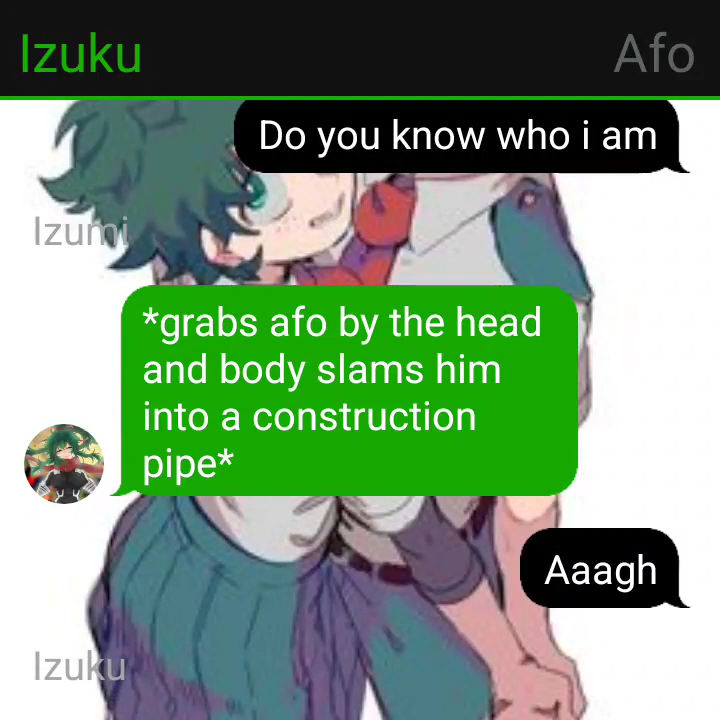 Izuku
Afo
Do you know who i am
Izumi
*grabs afo by the head
and body slams him
into a construction
pipe*
Aaagh
Izuku